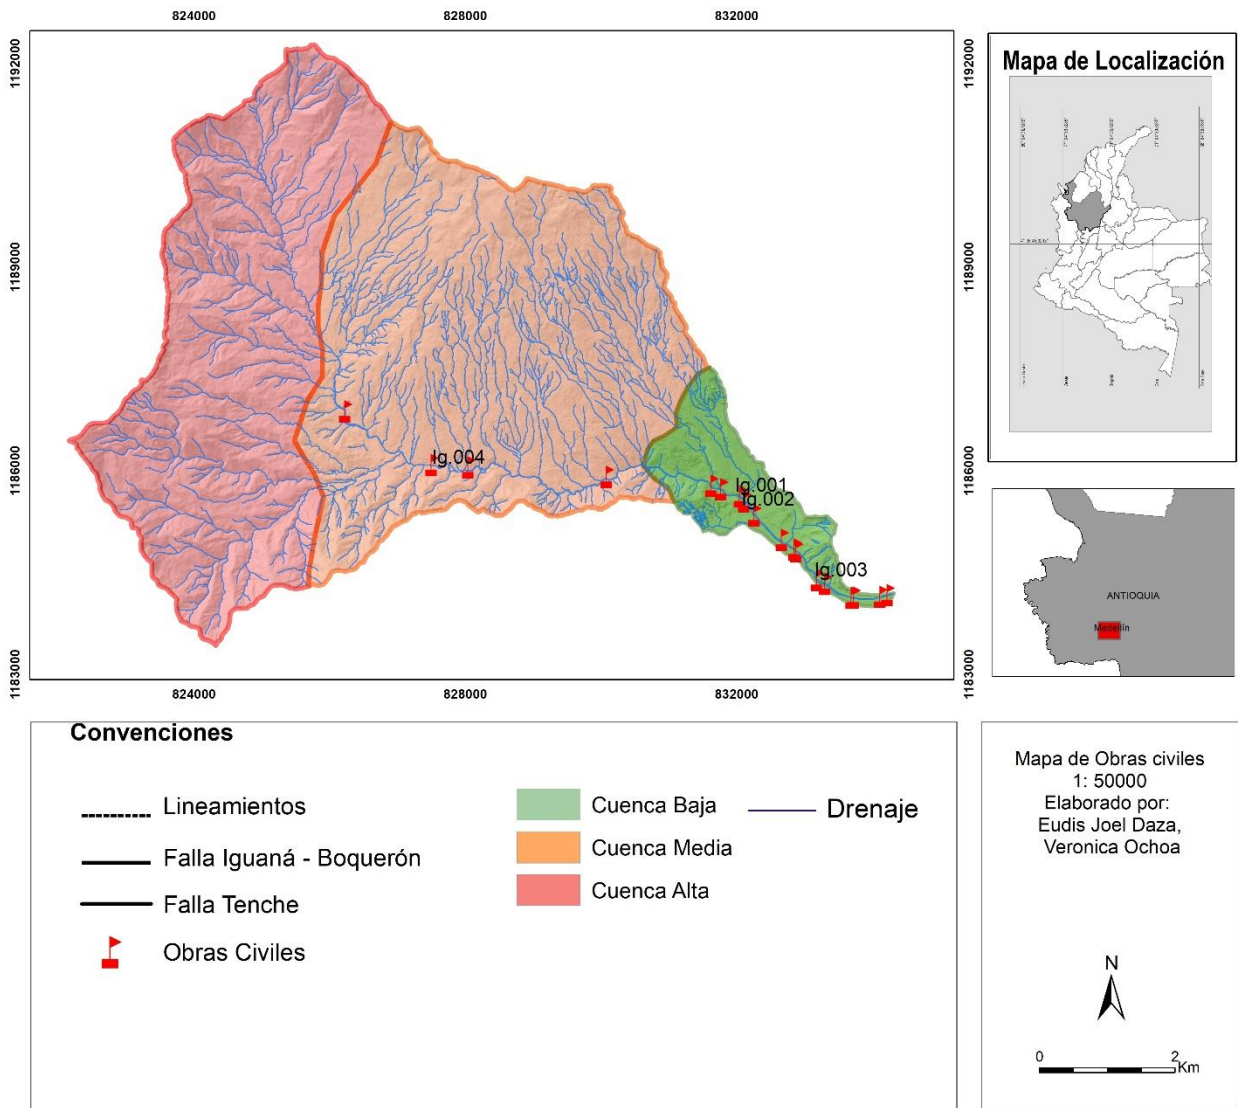 824000
828000
832000
1192000
1192000
1189000
1189000
1186000
1186000
1183000
1183000
Ig.004
Ig.001
Ig.002
Ig.003
824000
828000
832000
Mapa de Localización
ANTIOQUIA
Medellín
Convenciones
Lineamientos
Falla Iguaná - Boquerón
Falla Tenche
Obras Civiles
Cuenca Baja
Cuenca Media
Cuenca Alta
Drenaje
Mapa de Obras civiles
1: 50000
Elaborado por:
Eudis Joel Daza,
Veronica Ochoa
N
0 2
Km